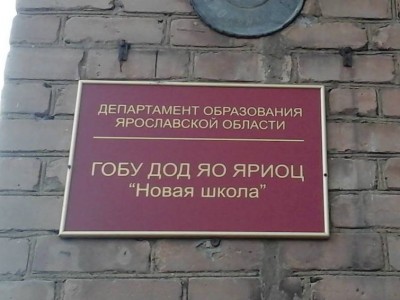 ДЕПАРТАМЕНТ ОБРАЗОВАНИЯ
ЯРОСЛАВСКОЙ ОБЛАСТИ
ГОБУ ДОД ЯО ЯРИОЦ
“Новая школа”